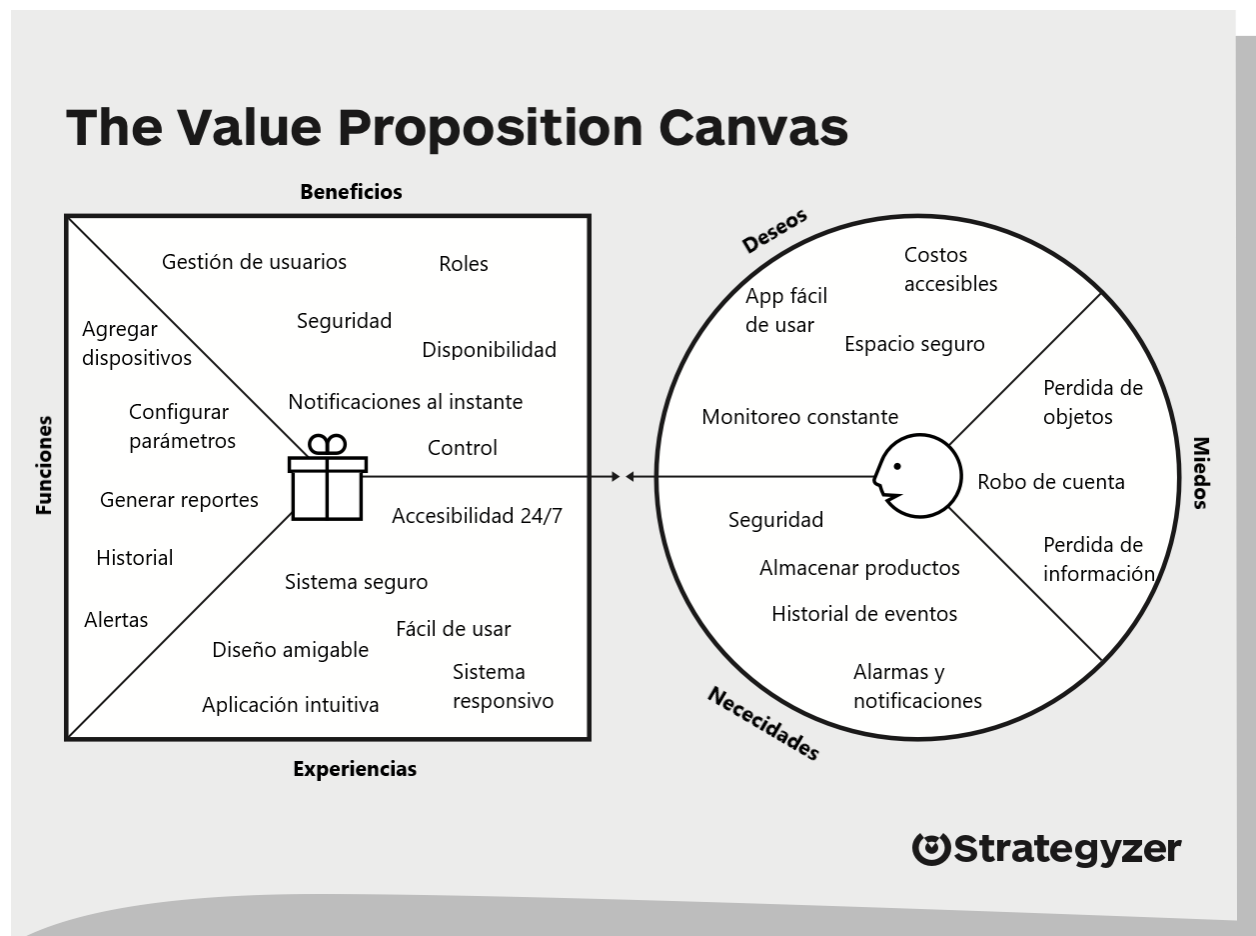 The Value Proposition Canvas
Beneficios
Gestión de usuarios
Roles
Seguridad
Disponibilidad
Notificaciones al instante
Control
Funciones
Agregar
dispositivos
Configurar
parámetros
Generar reportes
Historial
Alertas
Accesibilidad 24/7
Sistema seguro
Fácil de usar
Diseño amigable
Sistema
responsivo
Aplicación intuitiva
Experiencias
Deseos
Costos
accesibles
App fácil
de usar
Espacio seguro
Monitoreo constante
Miedos
Perdida de
objetos
Robo de cuenta
Perdida de
información
Seguridad
Almacenar productos
Historial de eventos
Alarmas y
notificaciones
Nececidades
Strategyzer